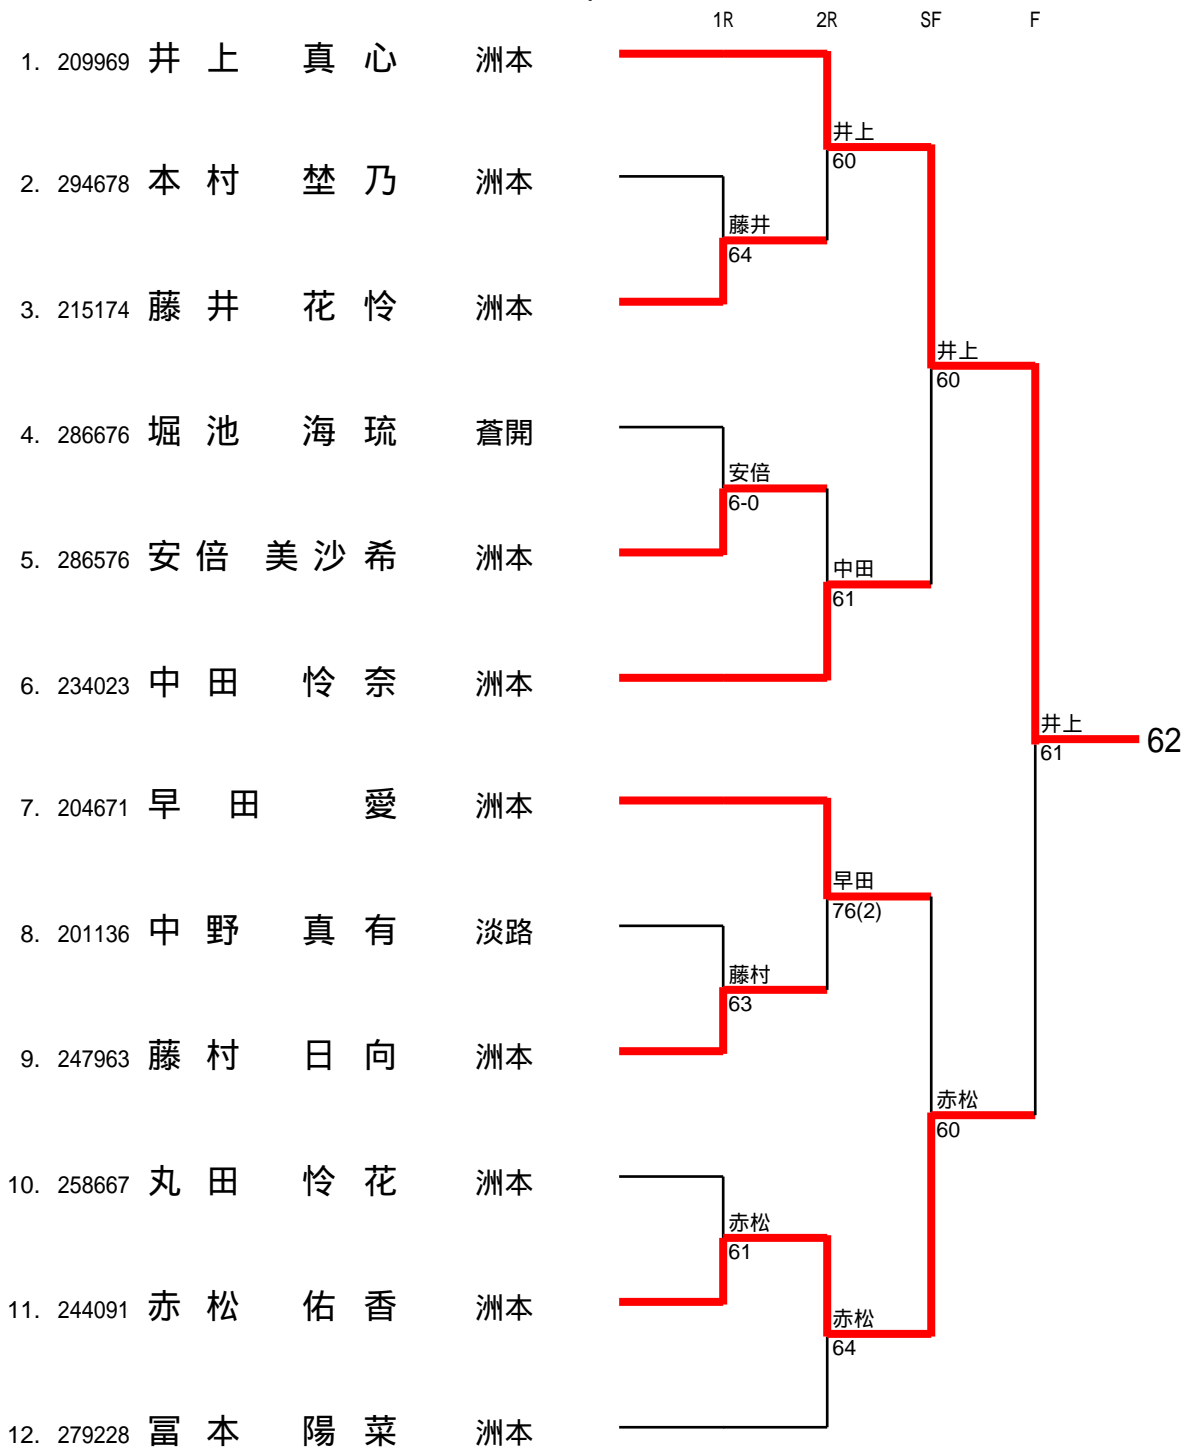 1R 2R SF F
1. 209969 井上 真心 洲本
井上
60
2. 294678 本村 埜乃 洲本
藤井
64
3. 215174 藤井 花怜 洲本
井上
60
4. 286676 堀池 海琉 蒼開
安倍
6-0
5. 286576 安倍 美沙希 洲本
中田
61
6. 234023 中田 怜奈 洲本
井上
61
62
7. 204671 早田 愛 洲本
早田
76(2)
8. 201136 中野 真有 淡路
藤村
63
9. 247963 藤村 日向 洲本
赤松
60
10. 258667 丸田 怜花 洲本
赤松
61
11. 244091 赤松 佑香 洲本
赤松
64
12. 279228 冨本 陽菜 洲本